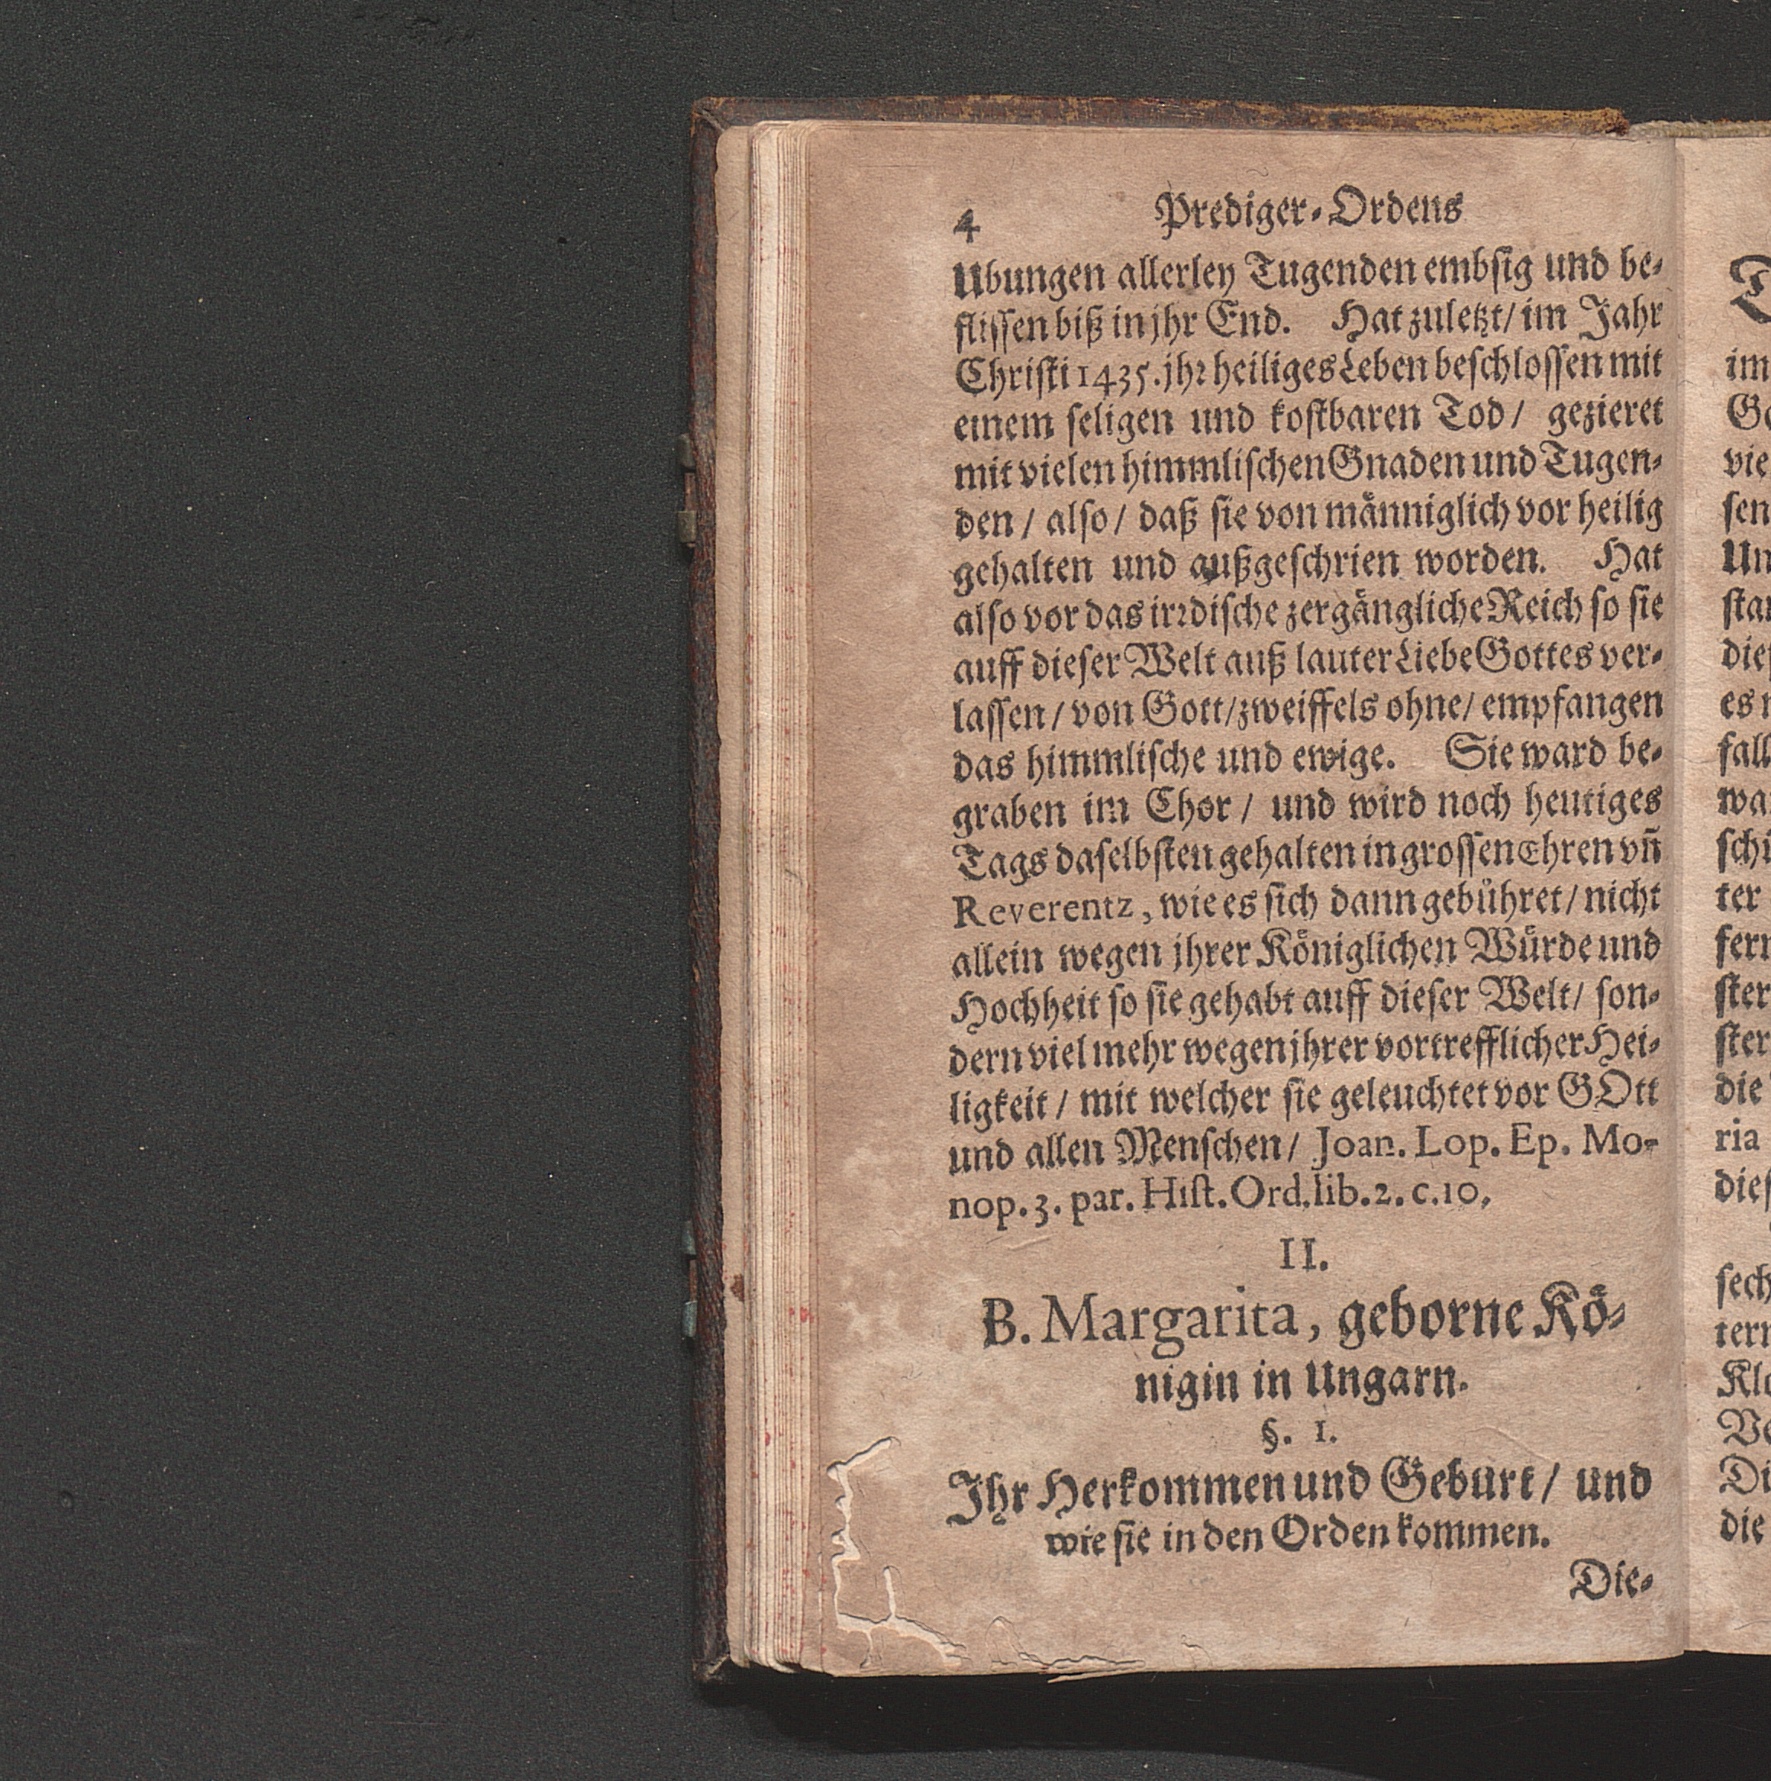 4 Prediger-Ordens
Ubungen allerley Tugenden embsig und be-
flissen biß in jhr End. Hat zuletzt/ im Jahr
Christi 1435. jhr heiliges Leben beschlossen mit
einem seligen und kostbaren Tod/ gezieret
mit vielen himmlischen Gnaden und Tugen-
den/ also/ daß sie von männiglich vor heilig
gehalten und außgeschrien worden. Hat
also vor das irrdische zergängliche Reich so sie
auff dieser Welt auß lauter Liebe Gottes ver-
lassen/ von Gott/ zweiffels ohne/ empfangen
das himmlische und ewige. Sie ward be-
graben im Chor/ und wird noch heutiges
Tags daselbsten gehalten in grossen Ehren vñ
Reverentz, wie es sich dann gebühret/ nicht
allein wegen jhrer Königlichen Würde und
Hochheit so sie gehabt auff dieser Welt/ son-
dern viel mehr wegen jhrer vortrefflicher Hei-
ligkeit/ mit welcher sie geleuchtet vor GOtt
und allen Menschen/ Joan. Lop. Ep. Mo-
nop. 3. par. Hist. Ord. lib. 2. c. 10.
II.
B. Margarita, geborne Kö-
nigin in Ungarn.
§. 1.
Ihr Herkommen und Geburt/ und
wie sie in den Orden kommen.
Die-